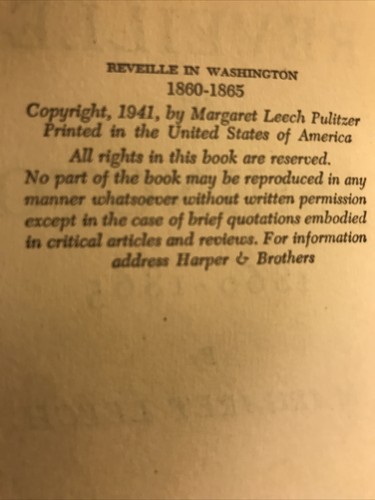 REVEILLE IN WASHINGTON
1860-1865
Copyright, 1941, by Margaret Leech Pulitzer
Printed in the United States of America
All rights in this book are reserved.
No part of the book may be reproduced in any
manner whatsoever without written permission
except in the case of brief quotations embodied
in critical articles and reviews. For information
address Harper & Brothers